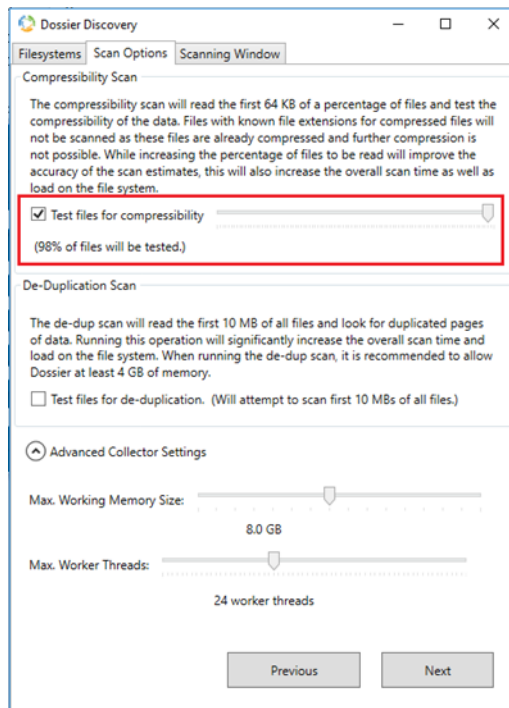 Dossier Discovery
Filesystems Scan Options Scanning Window
Compressibility Scan
The compressibility scan will read the first 64 KB of a percentage of files and test the
compressibility of the data. Files with known file extensions for compressed files will
not be scanned as these files are already compressed and further compression is
not possible. While increasing the percentage of files to be read will improve the
accuracy of the scan estimates, this will also increase the overall scan time as well as
load on the file system.
Test files for compressibility
(98% of files will be tested.)
De-Duplication Scan
The de-dup scan will read the first 10 MB of all files and look for duplicated pages
of data. Running this operation will significantly increase the overall scan time and
load on the file system. When running the de-dup scan, it is recommended to allow
Dossier at least 4 GB of memory.
Test files for de-duplication. (Will attempt to scan first 10 MBs of all files.)
Advanced Collector Settings
Max. Working Memory Size:
8.0 GB
Max. Worker Threads:
24 worker threads
Previous Next